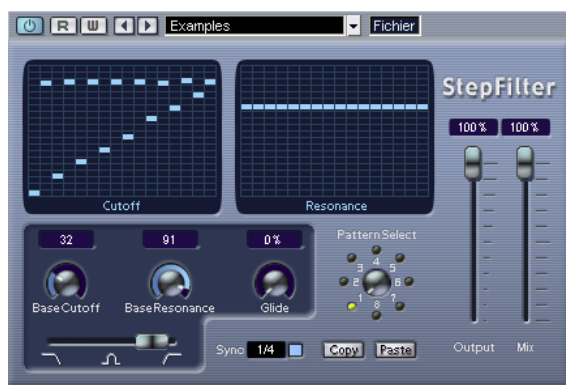 R W Examples Fichier
StepFilter
100% 100%
Cutoff Resonance
32 91 0%
Pattern Select
1 2 3 4 5 6 7 8
Base Cutoff Base Resonance Glide
Sync 1/4 Copy Paste Output Mix